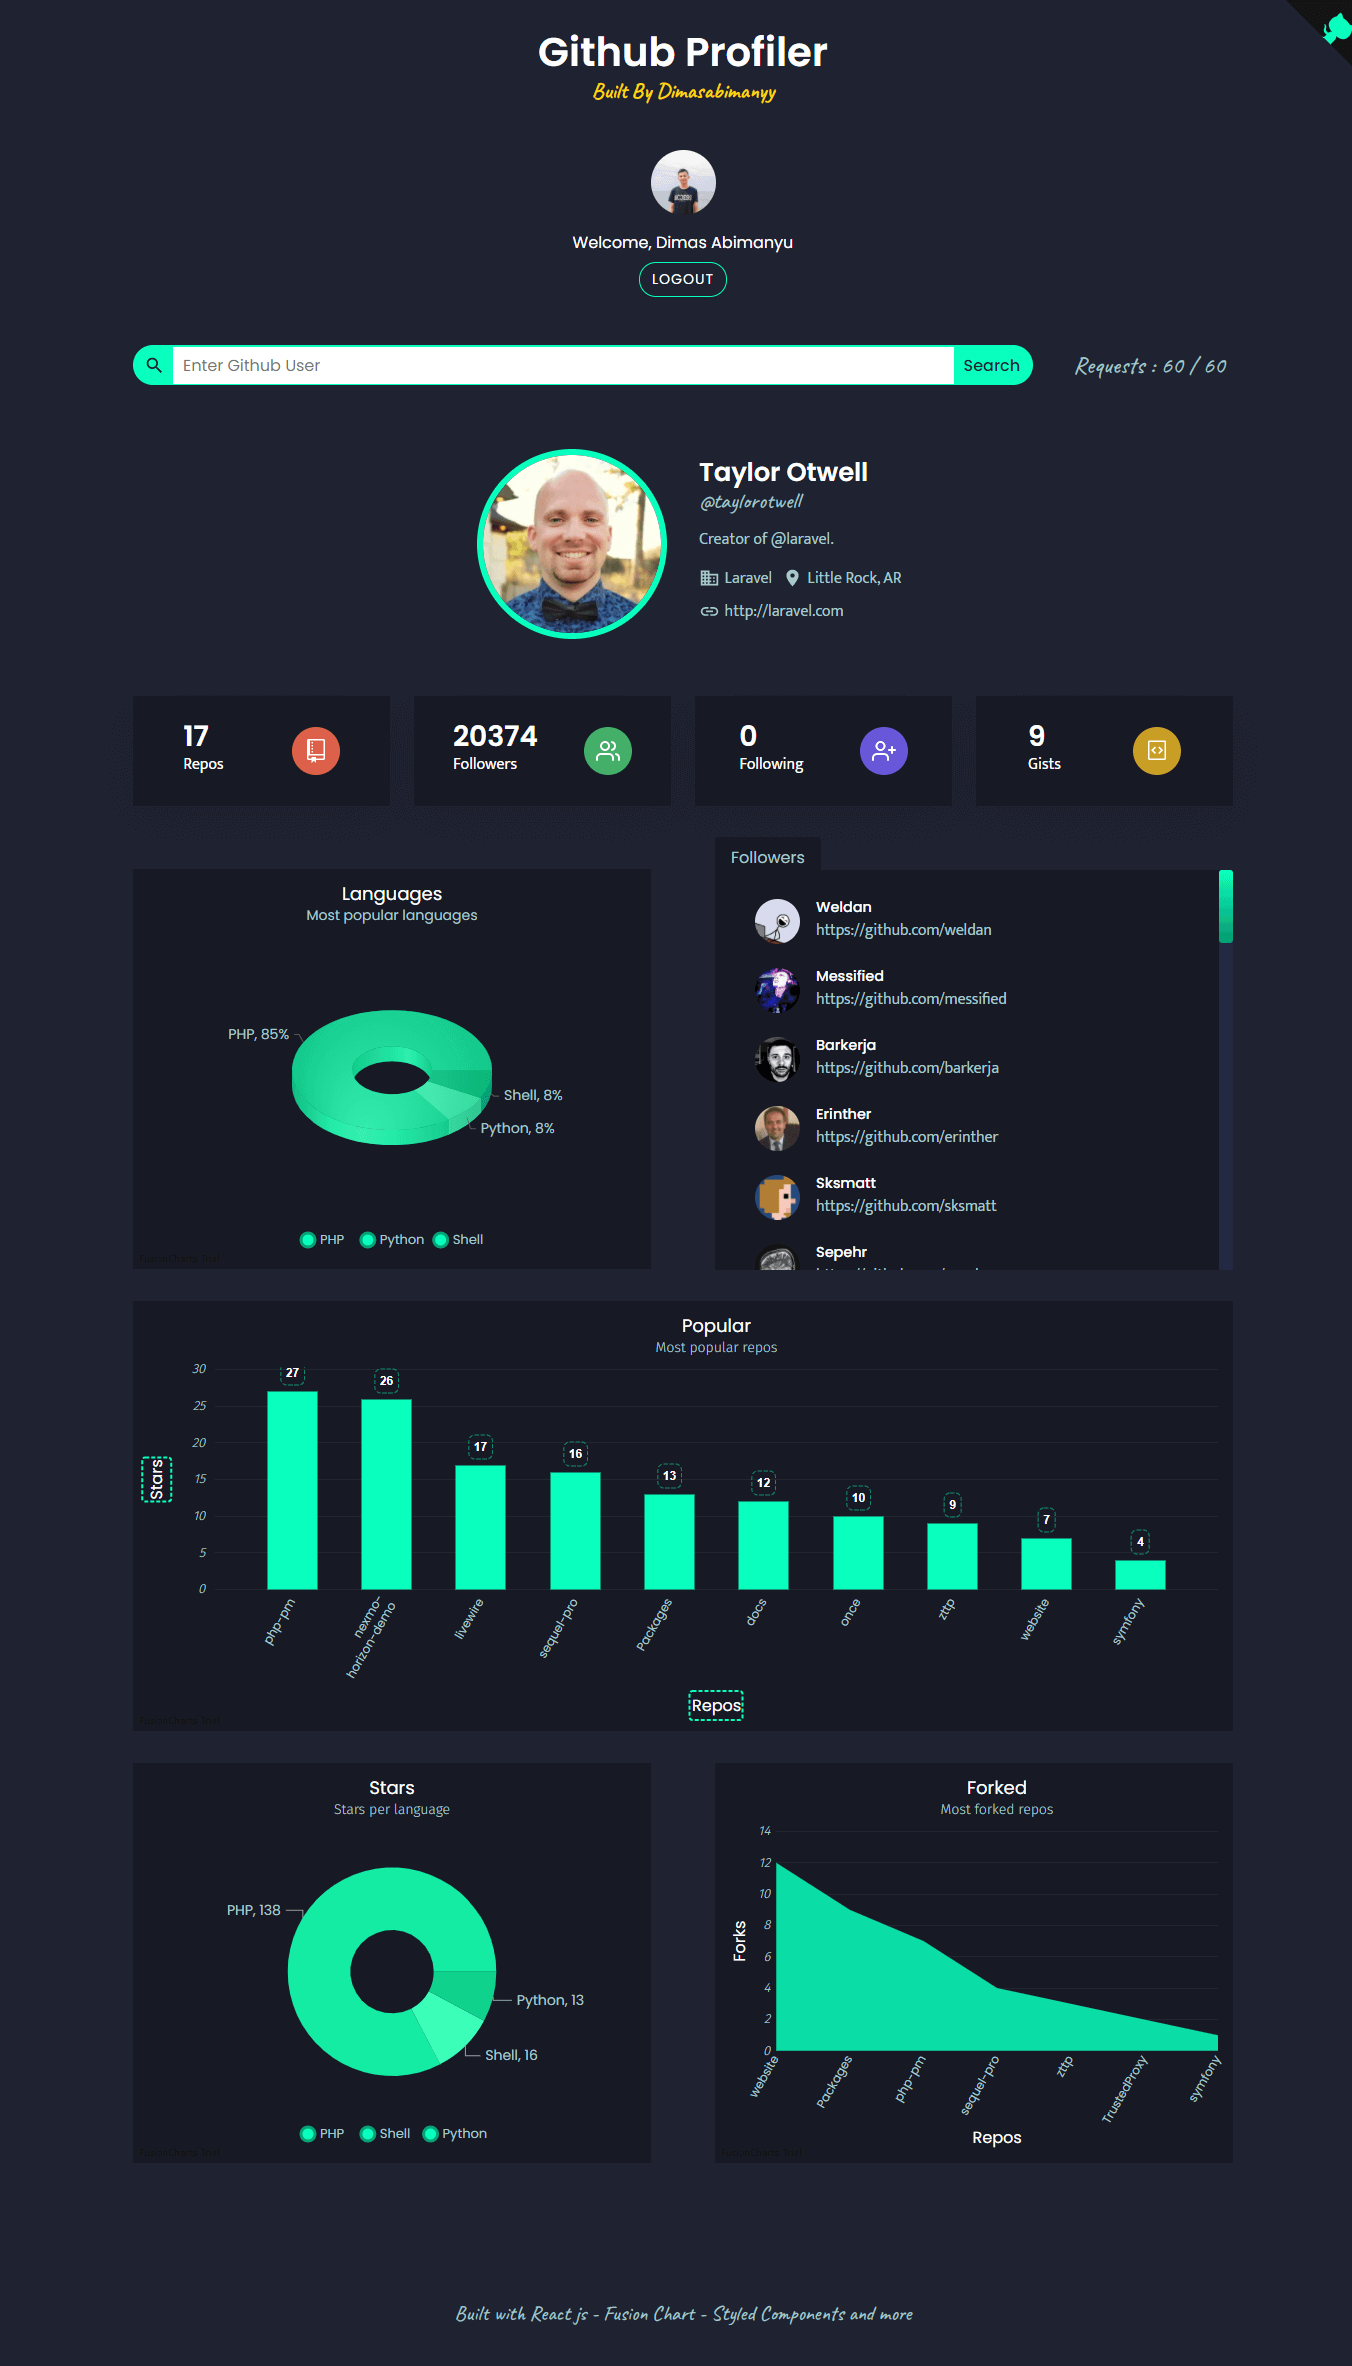 Github Profiler
Built By Dimasabimanyy
Welcome, Dimas Abimanyu
LOGOUT
Enter Github User
Search
Requests : 60 / 60
Taylor Otwell
@taylorotwell
Creator of @laravel.
Laravel
Little Rock, AR
http://laravel.com
17
Repos
20374
Followers
0
Following
9
Gists
Languages
Most popular languages
PHP, 85%
Shell, 8%
Python, 8%
PHP
Python
Shell
FusionCharts Trial
Followers
Weldan
https://github.com/weldan
Messified
https://github.com/messified
Barkerja
https://github.com/barkerja
Erinther
https://github.com/erinther
Sksmatt
https://github.com/sksmatt
Sepehr
Popular
Most popular repos
Stars
30
25
20
15
10
5
0
27
26
17
16
13
12
10
9
7
4
php-pm
nexmo-
horizon-demo
livewire
sequel-pro
Packages
docs
once
zttp
website
symfony
Repos
FusionCharts Trial
Stars
Stars per language
PHP, 138
Python, 13
Shell, 16
PHP
Shell
Python
FusionCharts Trial
Forked
Most forked repos
Forks
14
12
10
8
6
4
2
0
website
Packages
php-pm
sequel-pro
zttp
TrustedProxy
symfony
Repos
FusionCharts Trial
Built with React js - Fusion Chart - Styled Components and more